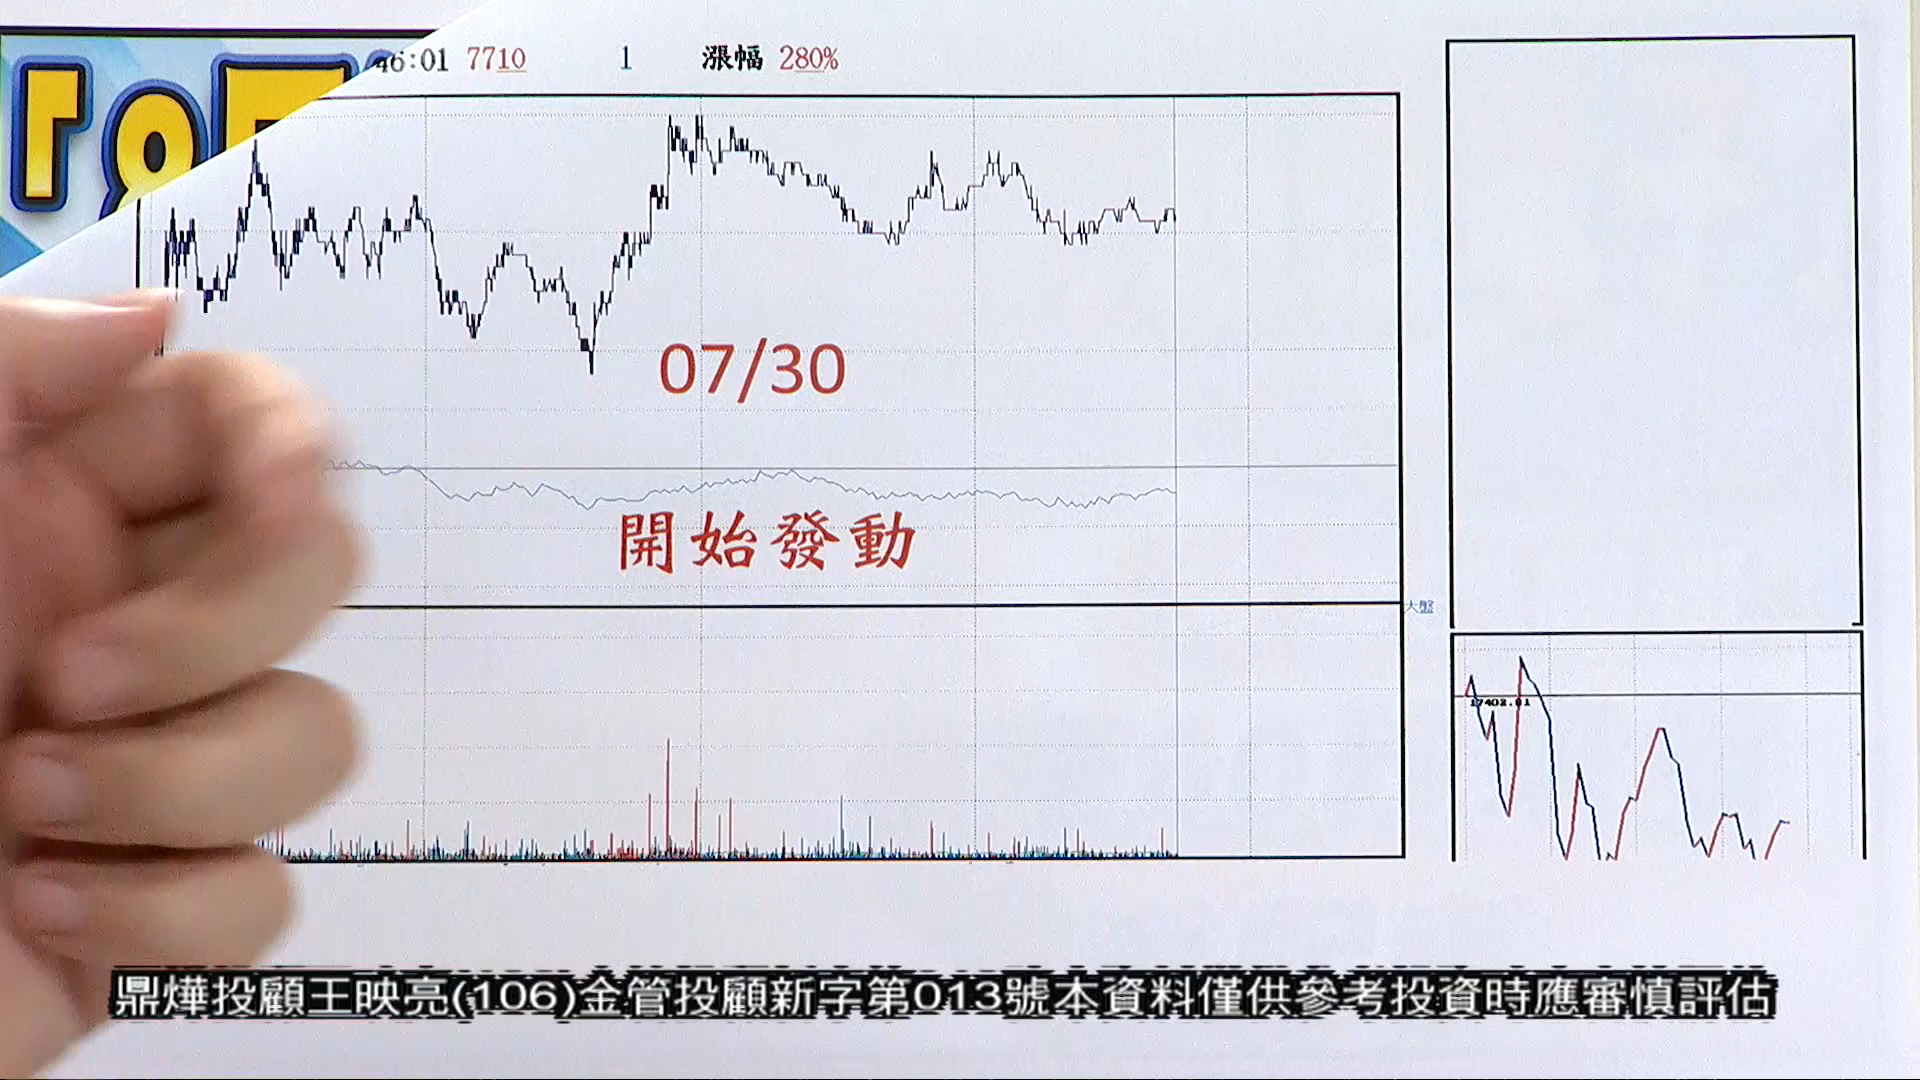 46:01 7710 1 漲幅 280%
07/30
開始發動
大盤
17402.81
鼎燁投顧王映亮(106)金管投顧新字第013號本資料僅供參考投資時應審慎評估